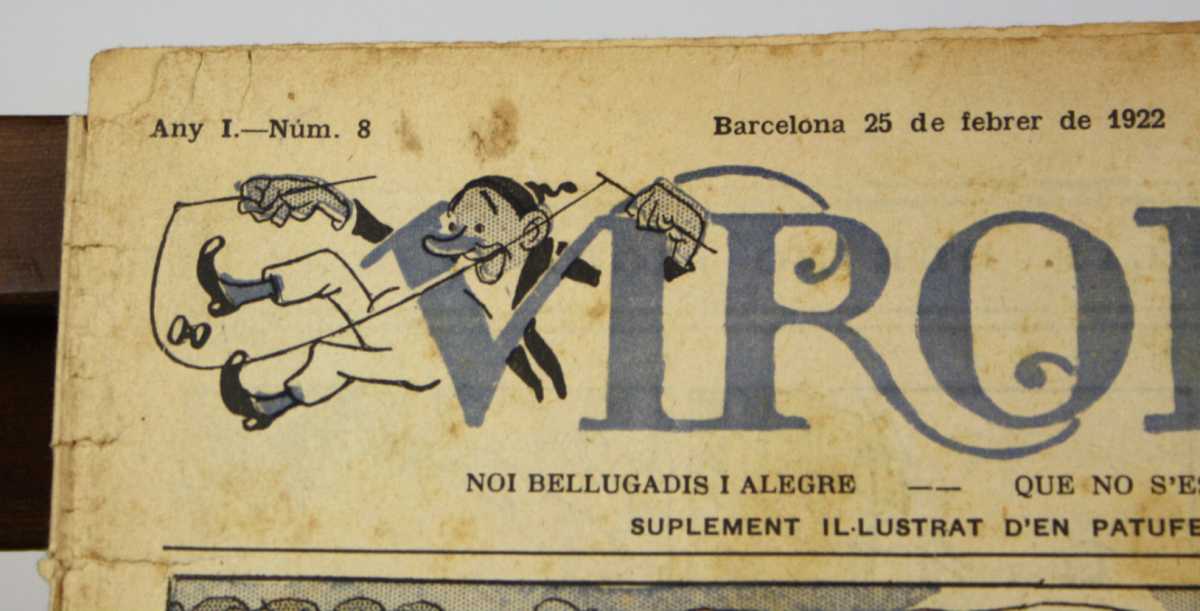 Any I.—Núm. 8
Barcelona 25 de febrer de 1922
VIRO
NOI BELLUGADIS I ALEGRE —— QUE NO S'ES
SUPLEMENT IL·LUSTRAT D'EN PATUFE